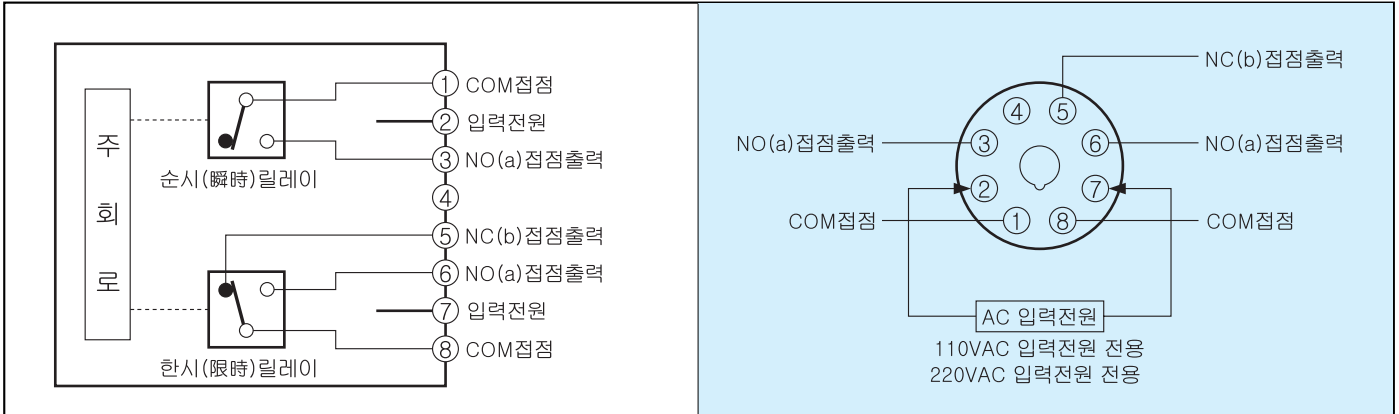 주
회
로
순시(瞬時)릴레이
한시(限時)릴레이
① COM접점
② 입력전원
③ NO(a)접점출력
④
⑤ NC(b)접점출력
⑥ NO(a)접점출력
⑦ 입력전원
⑧ COM접점
NC(b)접점출력
④ ⑤
NO(a)접점출력 ③ ⑥ NO(a)접점출력
② ⑦
COM접점 ① ⑧ COM접점
AC 입력전원
110VAC 입력전원 전용
220VAC 입력전원 전용